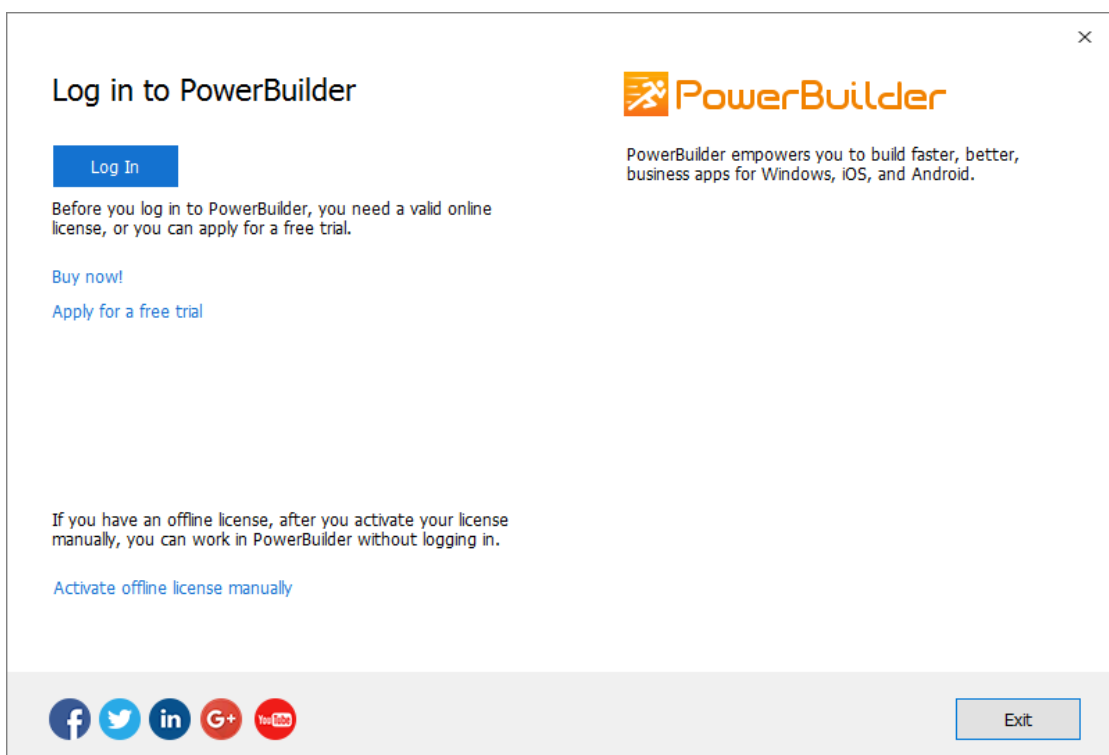 Log in to PowerBuilder
Log In
Before you log in to PowerBuilder, you need a valid online
license, or you can apply for a free trial.
Buy now!
Apply for a free trial
If you have an offline license, after you activate your license
manually, you can work in PowerBuilder without logging in.
Activate offline license manually
PowerBuilder
PowerBuilder empowers you to build faster, better,
business apps for Windows, iOS, and Android.
f
in
G+
YouTube
Exit